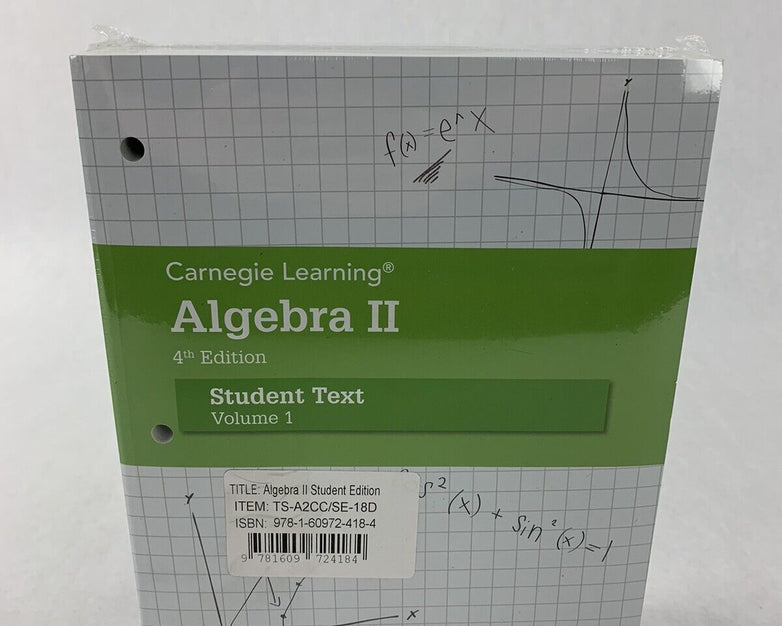 y
f(x) = e^x
Carnegie Learning®
Algebra II
4th Edition
Student Text
Volume 1
s² (x) + sin² (x) = 1
TITLE: Algebra II Student Edition
ITEM: TS-A2CC/SE-18D
ISBN: 978-1-60972-418-4
9 781609 724184
Y
X